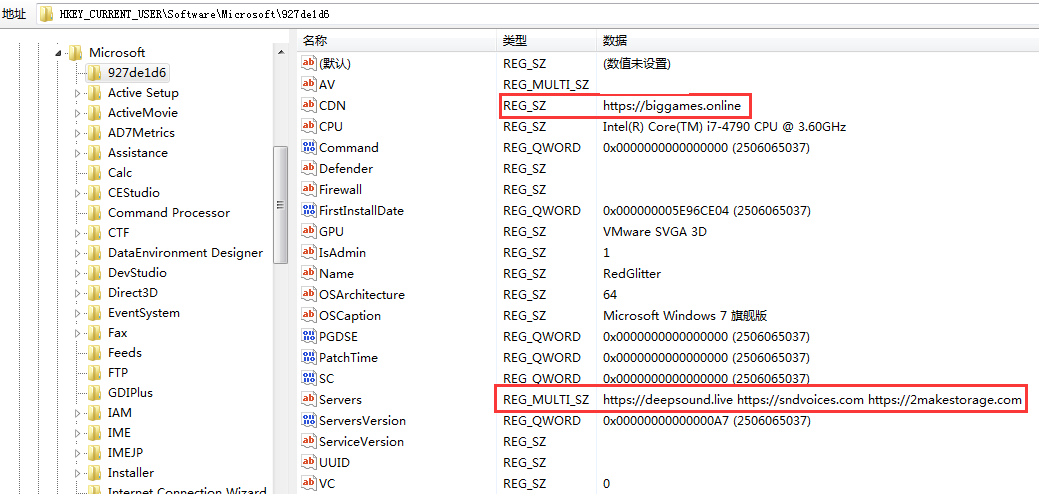 地址 HKEY_CURRENT_USER\Software\Microsoft\927de1d6
Microsoft
927de1d6
Active Setup
ActiveMovie
AD7Metrics
Assistance
Calc
CEStudio
Command Processor
CTF
DataEnvironment Designer
DevStudio
Direct3D
EventSystem
Fax
Feeds
FTP
GDIPlus
IAM
IME
IMEJP
Installer
Internet Connection Wizard
名称 类型 数据
(默认) REG_SZ (数值未设置)
AV REG_MULTI_SZ
CDN REG_SZ https://biggames.online
CPU REG_SZ Intel(R) Core(TM) i7-4790 CPU @ 3.60GHz
Command REG_QWORD 0x0000000000000000 (2506065037)
Defender REG_SZ
Firewall REG_SZ
FirstInstallDate REG_QWORD 0x000000005E96CE04 (2506065037)
GPU REG_SZ VMware SVGA 3D
IsAdmin REG_SZ 1
Name REG_SZ RedGlitter
OSArchitecture REG_SZ 64
OSCaption REG_SZ Microsoft Windows 7 旗舰版
PGDSE REG_QWORD 0x0000000000000000 (2506065037)
PatchTime REG_QWORD 0x0000000000000000 (2506065037)
SC REG_QWORD 0x0000000000000000 (2506065037)
Servers REG_MULTI_SZ https://deepsound.live https://sndvoices.com https://2makestorage.com
ServersVersion REG_QWORD 0x00000000000000A7 (2506065037)
ServiceVersion REG_SZ
UUID REG_SZ
VC REG_SZ 0